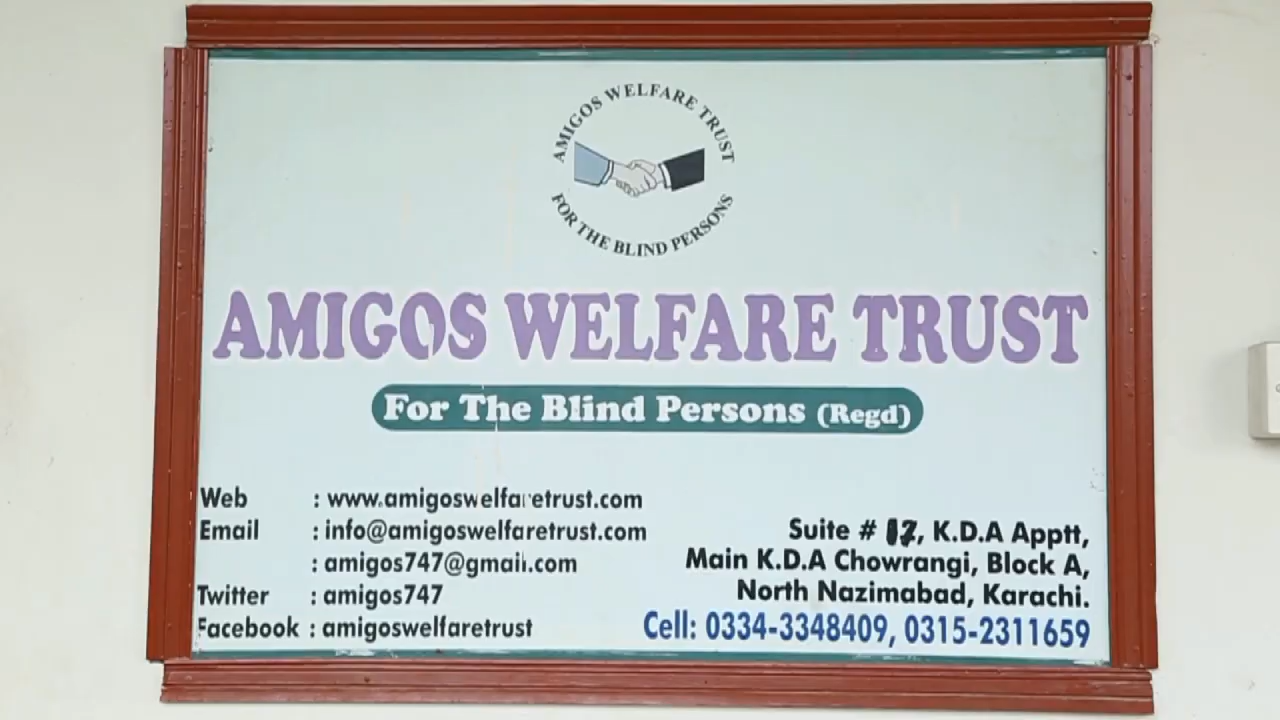 AMIGOS WELFARE TRUST
FOR THE BLIND PERSONS
AMIGOS WELFARE TRUST
For The Blind Persons (Regd)
Web : www.amigoswelfaretrust.com
Email : info@amigoswelfaretrust.com
: amigos747@gmail.com
Twitter : amigos747
Facebook : amigoswelfaretrust
Suite # 17, K.D.A Apptt,
Main K.D.A Chowrangi, Block A,
North Nazimabad, Karachi.
Cell: 0334-3348409, 0315-2311659